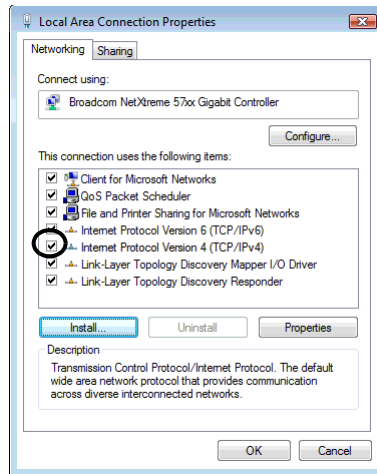 Local Area Connection Properties
Networking
Sharing
Connect using:
Broadcom NetXtreme 57xx Gigabit Controller
Configure...
This connection uses the following items:
Client for Microsoft Networks
QoS Packet Scheduler
File and Printer Sharing for Microsoft Networks
Internet Protocol Version 6 (TCP/IPv6)
Internet Protocol Version 4 (TCP/IPv4)
Link-Layer Topology Discovery Mapper I/O Driver
Link-Layer Topology Discovery Responder
Install...
Uninstall
Properties
Description
Transmission Control Protocol/Internet Protocol. The default
wide area network protocol that provides communication
across diverse interconnected networks.
OK
Cancel